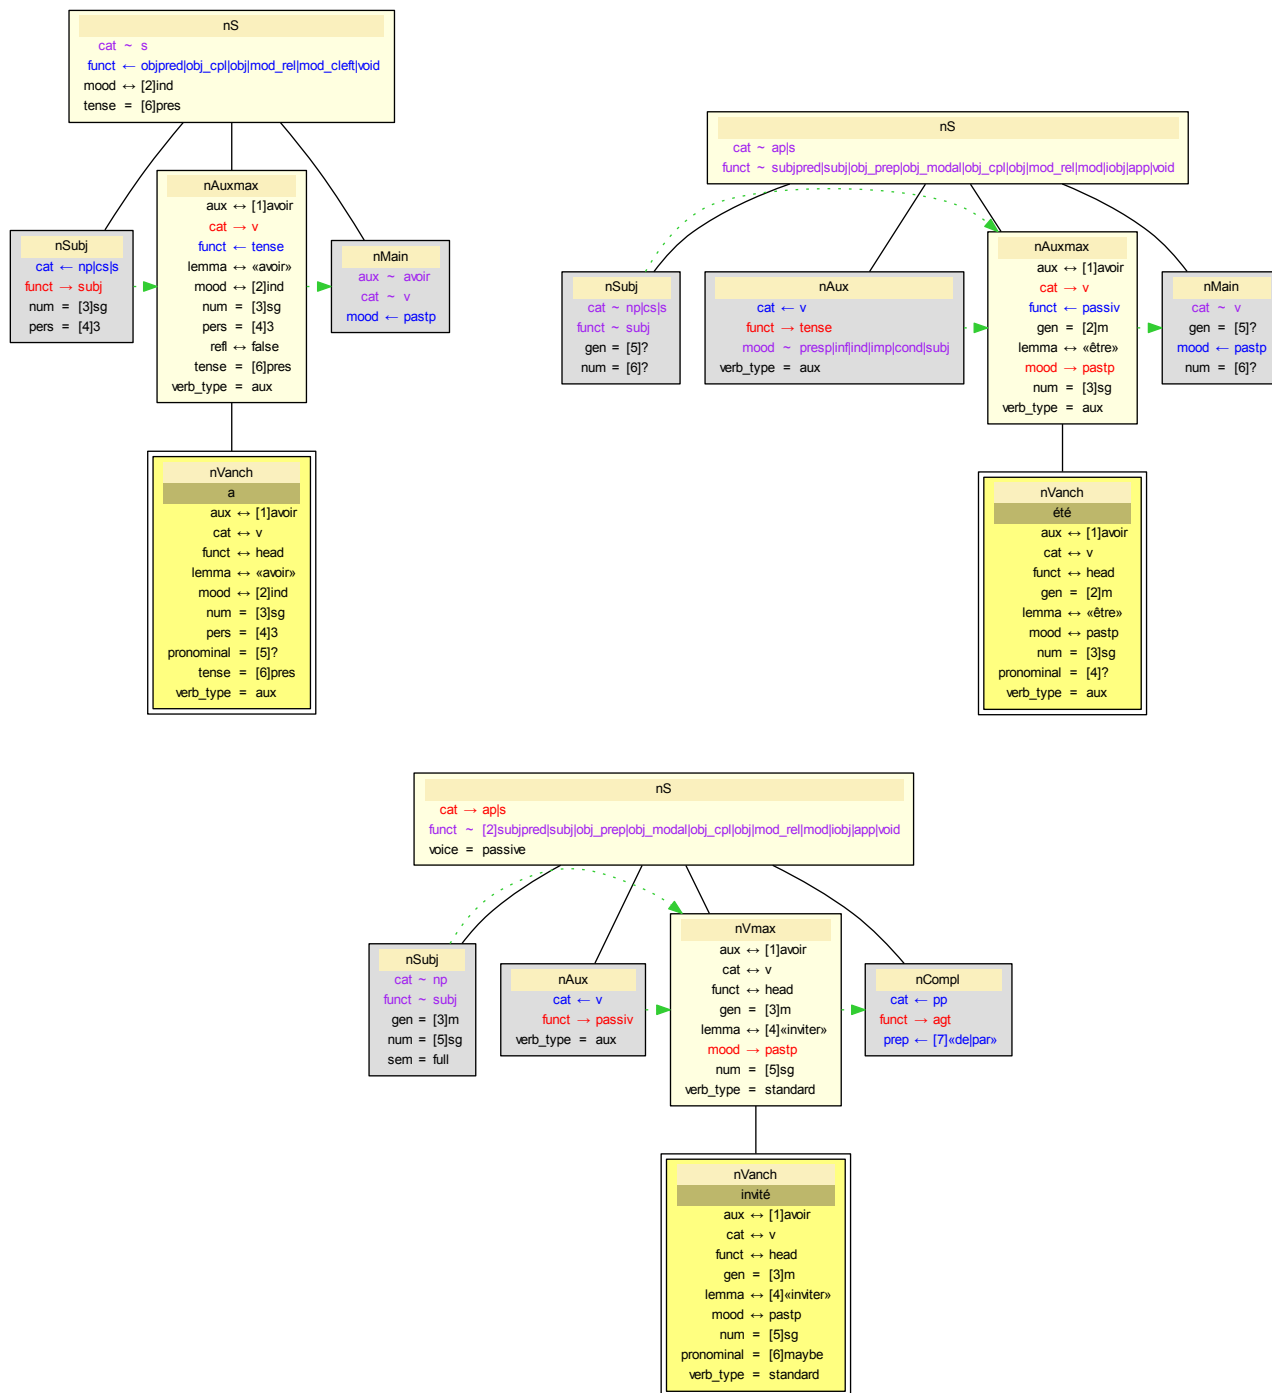 nS
cat ~ s
funct ← objpred|obj_cpl|obj|mod_rel|mod_cleft|void
mood ↔ [2]ind
tense = [6]pres
nSubj
cat ← np|cs|s
funct → subj
num = [3]sg
pers = [4]3
nAuxmax
aux ↔ [1]avoir
cat → v
funct ← tense
lemma ↔ «avoir»
mood ↔ [2]ind
num = [3]sg
pers = [4]3
refl ↔ false
tense = [6]pres
verb_type = aux
nMain
aux ~ avoir
cat ~ v
mood ← pastp
nVanch
a
aux ↔ [1]avoir
cat ↔ v
funct ↔ head
lemma ↔ «avoir»
mood ↔ [2]ind
num = [3]sg
pers = [4]3
pronominal = [5]?
tense = [6]pres
verb_type = aux
nS
cat ~ ap|s
funct ~ subjpred|subj|obj_prep|obj_modal|obj_cpl|obj|mod_rel|mod|iobj|app|void
nSubj
cat ~ np|cs|s
funct ~ subj
gen = [5]?
num = [6]?
nAux
cat ← v
funct → tense
mood ~ presp|inf|ind|imp|cond|subj
verb_type = aux
nAuxmax
aux ↔ [1]avoir
cat → v
funct ← passiv
gen = [2]m
lemma ↔ «être»
mood → pastp
num = [3]sg
verb_type = aux
nMain
cat ~ v
gen = [5]?
mood ← pastp
num = [6]?
nVanch
été
aux ↔ [1]avoir
cat ↔ v
funct ↔ head
gen = [2]m
lemma ↔ «être»
mood ↔ pastp
num = [3]sg
pronominal = [4]?
verb_type = aux
nS
cat → ap|s
funct ~ [2]subjpred|subj|obj_prep|obj_modal|obj_cpl|obj|mod_rel|mod|iobj|app|void
voice = passive
nSubj
cat ~ np
funct ~ subj
gen = [3]m
num = [5]sg
sem = full
nAux
cat ← v
funct → passiv
verb_type = aux
nVmax
aux ↔ [1]avoir
cat ↔ v
funct ↔ head
gen = [3]m
lemma ↔ [4]«inviter»
mood → pastp
num = [5]sg
verb_type = standard
nCompl
cat ← pp
funct → agt
prep ← [7]«de|par»
nVanch
invité
aux ↔ [1]avoir
cat ↔ v
funct ↔ head
gen = [3]m
lemma ↔ [4]«inviter»
mood ↔ pastp
num = [5]sg
pronominal = [6]maybe
verb_type = standard